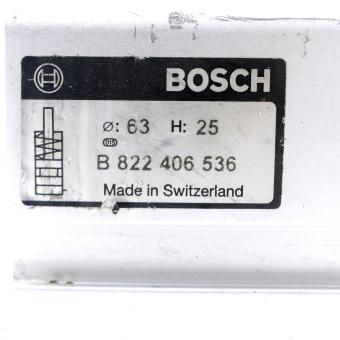 BOSCH
⌀: 63 H: 25
B 822 406 536
Made in Switzerland